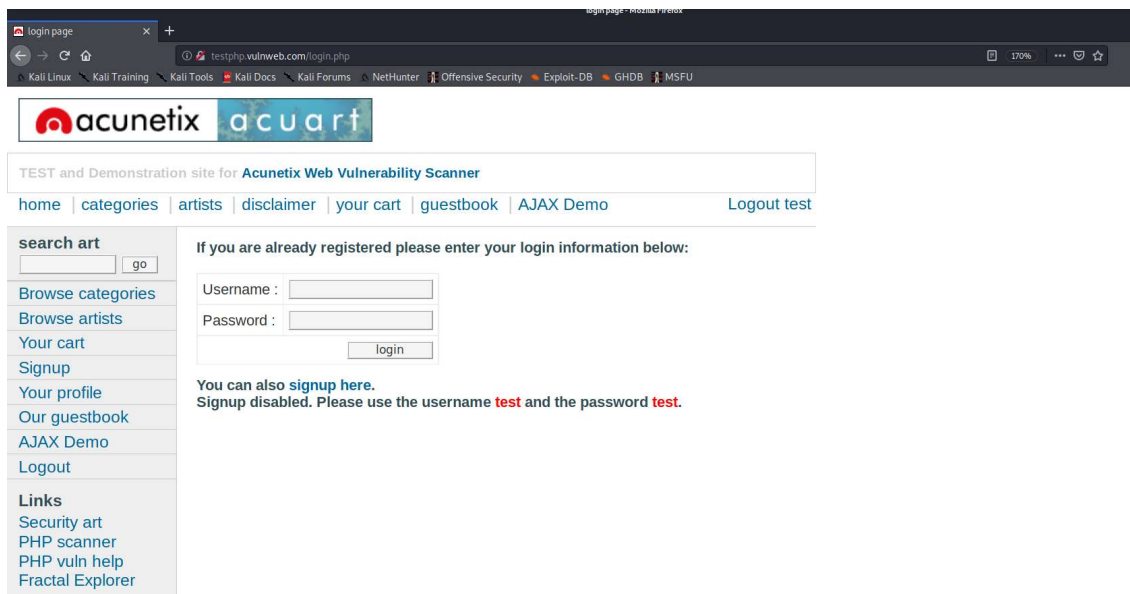 login page - Mozilla Firefox
login page
testphp.vulnweb.com/login.php
170%
Kali Linux Kali Training Kali Tools Kali Docs Kali Forums NetHunter Offensive Security Exploit-DB GHDB MSFU
acunetix acuart
TEST and Demonstration site for Acunetix Web Vulnerability Scanner
home | categories | artists | disclaimer | your cart | guestbook | AJAX Demo
Logout test
search art
go
Browse categories
Browse artists
Your cart
Signup
Your profile
Our guestbook
AJAX Demo
Logout
Links
Security art
PHP scanner
PHP vuln help
Fractal Explorer
If you are already registered please enter your login information below:
Username :
Password :
login
You can also signup here.
Signup disabled. Please use the username test and the password test.